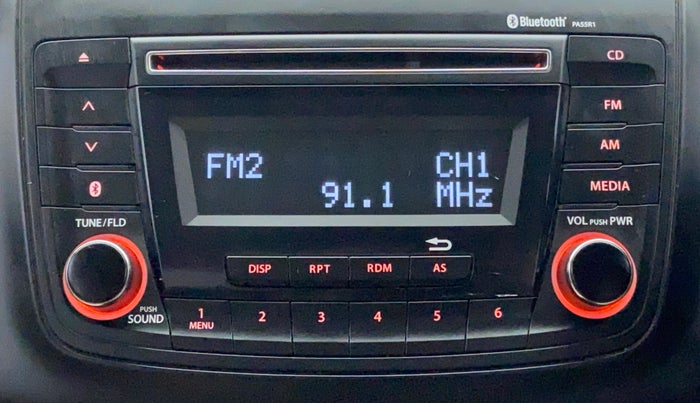 Bluetooth PA5SR1
CD
FM
AM
MEDIA
FM2 CH1
91.1 MHz
TUNE/FLD
VOL PUSH PWR
DISP RPT RDM AS
PUSH
SOUND
1 2 3 4 5 6
MENU